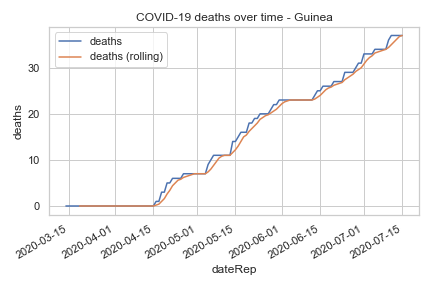 COVID-19 deaths over time - Guinea
deaths
deaths (rolling)
deaths
30
20
10
0
2020-03-15
2020-04-01
2020-04-15
2020-05-01
2020-05-15
2020-06-01
2020-06-15
2020-07-01
2020-07-15
dateRep